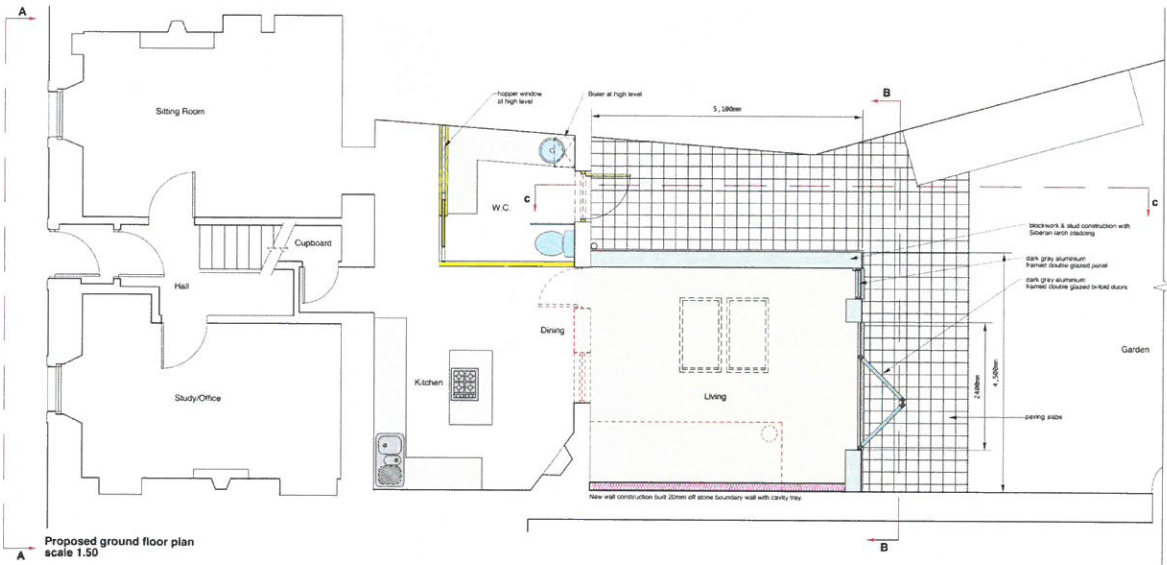 A
Sitting Room
hopper window
at high level
Boiler at high level
5,100mm
B
W.C.
C
C
Cupboard
Hall
blockwork & stud construction with
Siberian larch cladding
dark gray aluminium
framed double glazed panel
dark gray aluminium
framed double glazed bi-fold doors
Dining
Garden
Kitchen
Study/Office
Living
2400mm
4,500mm
paving slabs
New wall construction built 20mm off stone boundary wall with cavity tray.
Proposed ground floor plan
scale 1.50
A
B